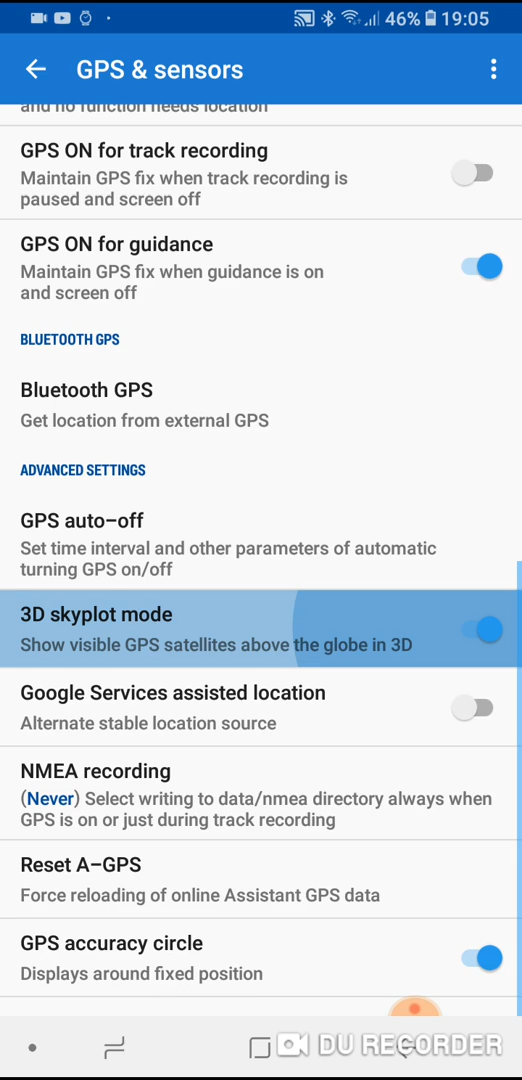 46% 19:05
GPS & sensors
and no function needs location
GPS ON for track recording
Maintain GPS fix when track recording is
paused and screen off
GPS ON for guidance
Maintain GPS fix when guidance is on
and screen off
BLUETOOTH GPS
Bluetooth GPS
Get location from external GPS
ADVANCED SETTINGS
GPS auto-off
Set time interval and other parameters of automatic
turning GPS on/off
3D skyplot mode
Show visible GPS satellites above the globe in 3D
Google Services assisted location
Alternate stable location source
NMEA recording
(Never) Select writing to data/nmea directory always when
GPS is on or just during track recording
Reset A-GPS
Force reloading of online Assistant GPS data
GPS accuracy circle
Displays around fixed position
DU RECORDER